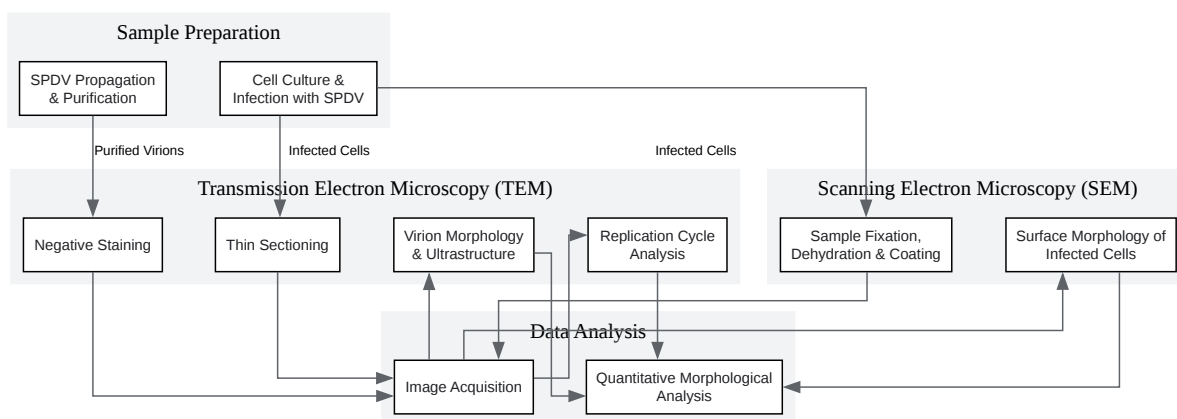 Sample Preparation
SPDV Propagation
& Purification
Cell Culture &
Infection with SPDV
Purified Virions
Infected Cells
Infected Cells
Transmission Electron Microscopy (TEM)
Scanning Electron Microscopy (SEM)
Negative Staining
Thin Sectioning
Virion Morphology
& Ultrastructure
Replication Cycle
Analysis
Sample Fixation,
Dehydration & Coating
Surface Morphology of
Infected Cells
Data Analysis
Image Acquisition
Quantitative Morphological
Analysis